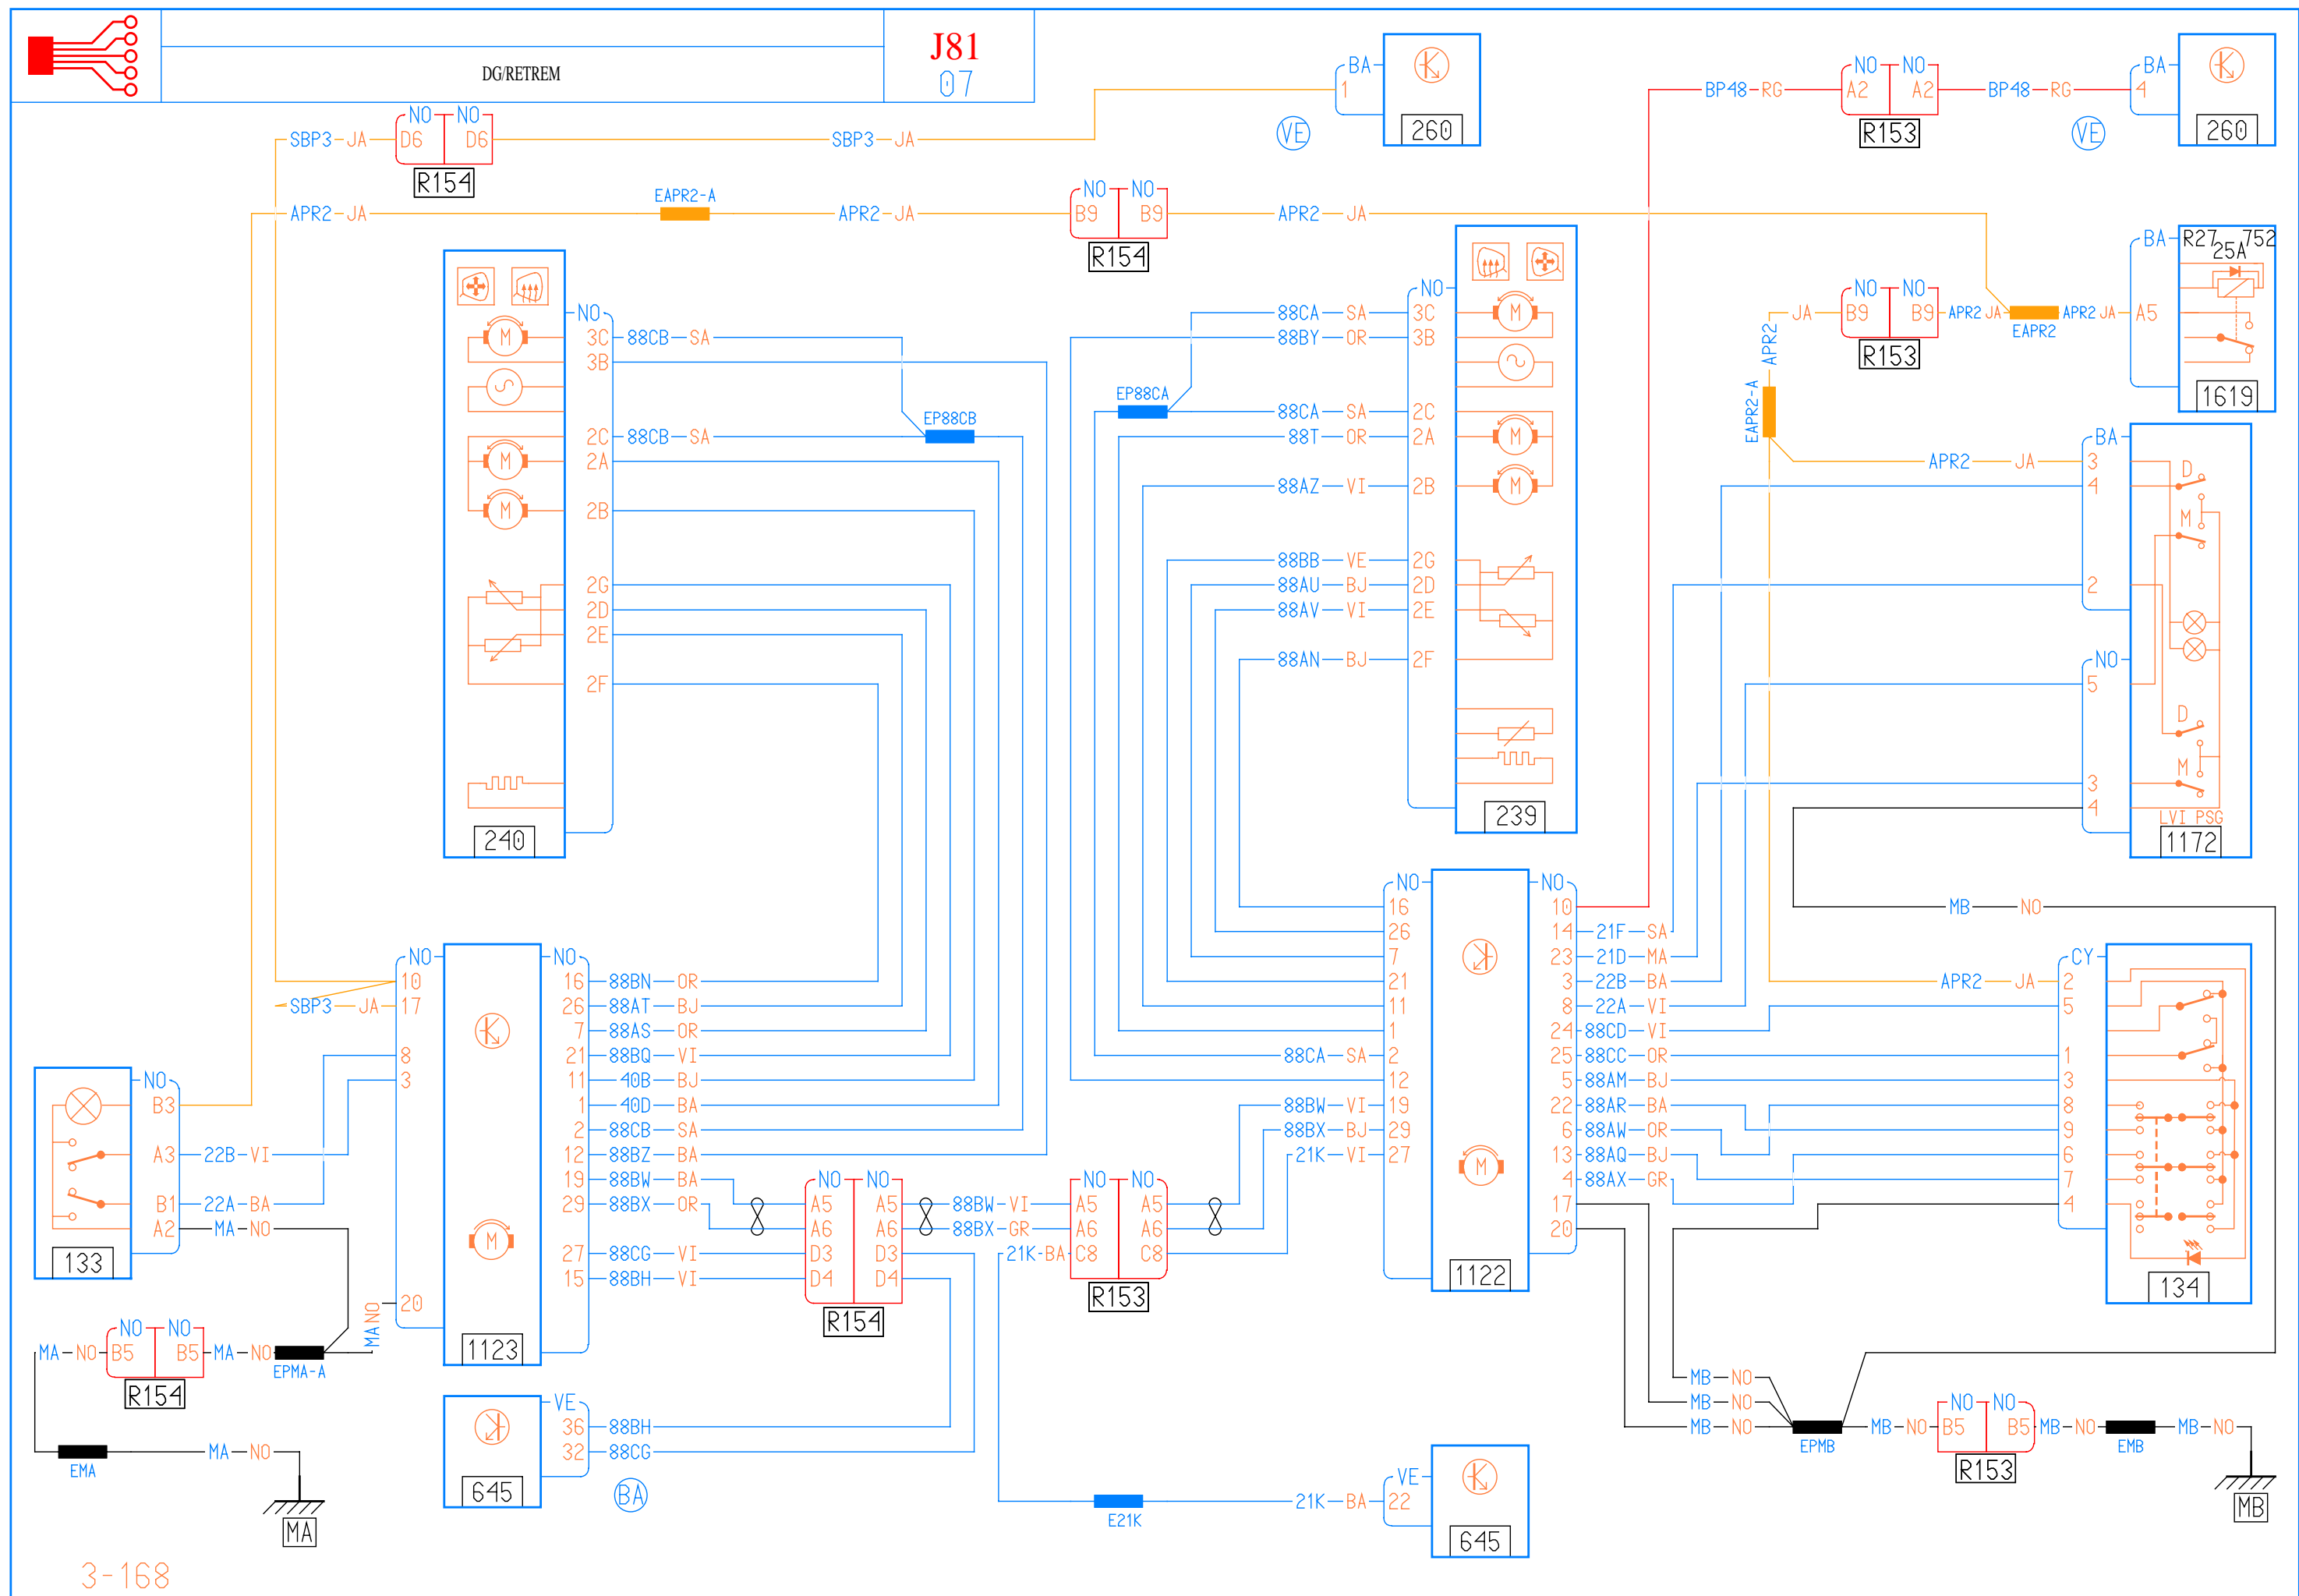 DG/RETREM
J81
07
BA
1
VE
260
BP48 RG
NO NO
A2 A2
R153
BP48 RG
BA
4
VE
260
NO NO
SBP3 JA D6 D6 SBP3 JA
R154
EAPR2-A
APR2 JA APR2 JA
NO NO
B9 B9
R154
APR2 JA
BA
R27 752
25A
A5
1619
APR2 JA
NO NO
B9 B9
R153
APR2 JA
EAPR2
APR2 JA
EAPR2-A
APR2 JA
NO
3C 88CB SA
3B
2C 88CB SA
EP88CB
2A
2B
2G
2D
2E
2F
M
M
M
240
NO
88CA SA 3C
88BY OR 3B
EP88CA
88CA SA 2C
88T OR 2A
88AZ VI 2B
88BB VE 2G
88AU BJ 2D
88AV VI 2E
88AN BJ 2F
M
M
M
239
BA
3
4
2
NO
5
3
4
D
M
D
M
LVI PSG
1172
MB NO
NO
10
SBP3 JA 17
8
3
20
MA NO
M
1123
NO
16 88BN OR
26 88AT BJ
7 88AS OR
21 88BQ VI
11 40B BJ
1 40D BA
2 88CB SA
12 88BZ BA
19 88BW BA
29 88BX OR
27 88CG VI
15 88BH VI
NO
B3
A3 22B VI
B1 22A BA
A2 MA NO
133
NO NO
MA NO B5 B5 MA NO
R154
EPMA-A
EMA
MA NO
MA
NO NO
A5 A5
A6 A6
D3 D3
D4 D4
R154
88BW VI
88BX GR
21K BA
NO NO
A5 A5
A6 A6
C8 C8
R153
NO
16
26
7
21
11
1
88CA SA 2
12
88BW VI 19
88BX BJ 29
21K VI 27
M
1122
NO
10
14 21F SA
23 21D MA
3 22B BA
8 22A VI
24 88CD VI
25 88CC OR
5 88AM BJ
22 88AR BA
6 88AW OR
13 88AQ BJ
4 88AX GR
17
20
CY
APR2 JA 2
5
1
3
8
9
6
7
4
134
VE
36 88BH
32 88CG
645
BA
E21K
21K BA
VE
22
645
MB NO
MB NO
MB NO
EPMB
MB NO
NO NO
B5 B5
R153
MB NO
EMB
MB NO
MB
3-168